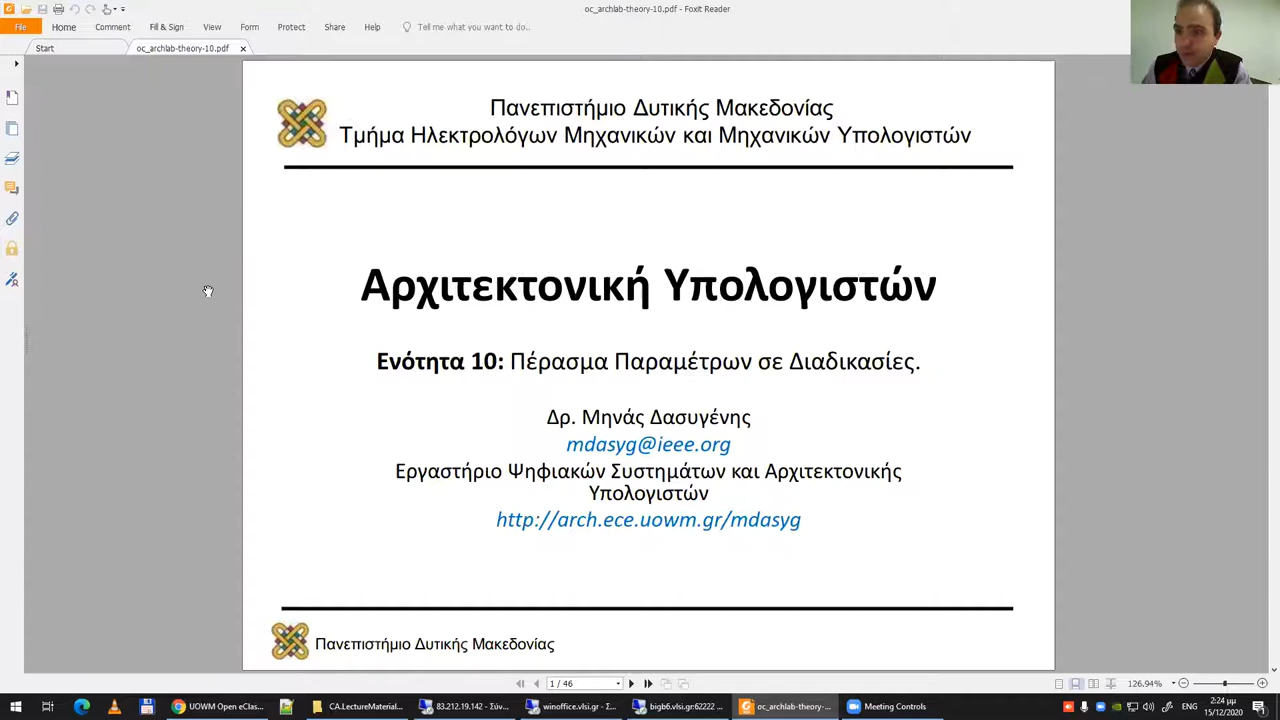 oc_archlab-theory-10.pdf - Foxit Reader
File Home Comment Fill & Sign View Form Protect Share Help Tell me what you want to do..
Start oc_archlab-theory-10.pdf
Πανεπιστήμιο Δυτικής Μακεδονίας
Τμήμα Ηλεκτρολόγων Μηχανικών και Μηχανικών Υπολογιστών
Αρχιτεκτονική Υπολογιστών
Ενότητα 10: Πέρασμα Παραμέτρων σε Διαδικασίες.
Δρ. Μηνάς Δασυγένης
mdasyg@ieee.org
Εργαστήριο Ψηφιακών Συστημάτων και Αρχιτεκτονικής
Υπολογιστών
http://arch.ece.uowm.gr/mdasyg
Πανεπιστήμιο Δυτικής Μακεδονίας
1 / 46
126.94%
UOWM Open eClas... CA.LectureMaterial... 83.212.19.142 - Σύν... winoffice.vlsi.gr - Σ... bigb6.vlsi.gr:62222 ... oc_archlab-theory-... Meeting Controls
2:24 μμ
15/12/2020